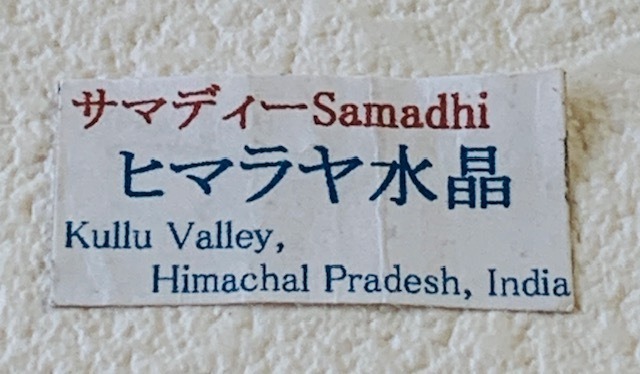 サマディーSamadhi
ヒマラヤ水晶
Kullu Valley,
Himachal Pradesh, India